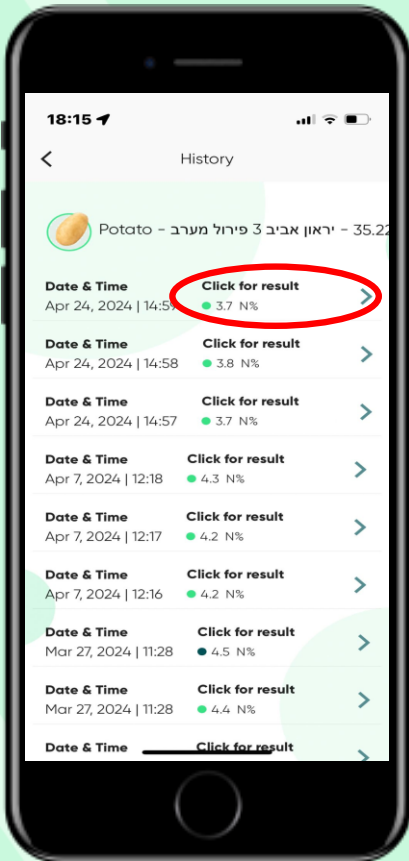 18:15
History
Potato - יראון אביב 3 פירול מערב - 35.22
Date & Time Click for result
Apr 24, 2024 | 14:59 3.7 N%
Date & Time Click for result
Apr 24, 2024 | 14:58 3.8 N%
Date & Time Click for result
Apr 24, 2024 | 14:57 3.7 N%
Date & Time Click for result
Apr 7, 2024 | 12:18 4.3 N%
Date & Time Click for result
Apr 7, 2024 | 12:17 4.2 N%
Date & Time Click for result
Apr 7, 2024 | 12:16 4.2 N%
Date & Time Click for result
Mar 27, 2024 | 11:28 4.5 N%
Date & Time Click for result
Mar 27, 2024 | 11:28 4.4 N%
Date & Time Click for result